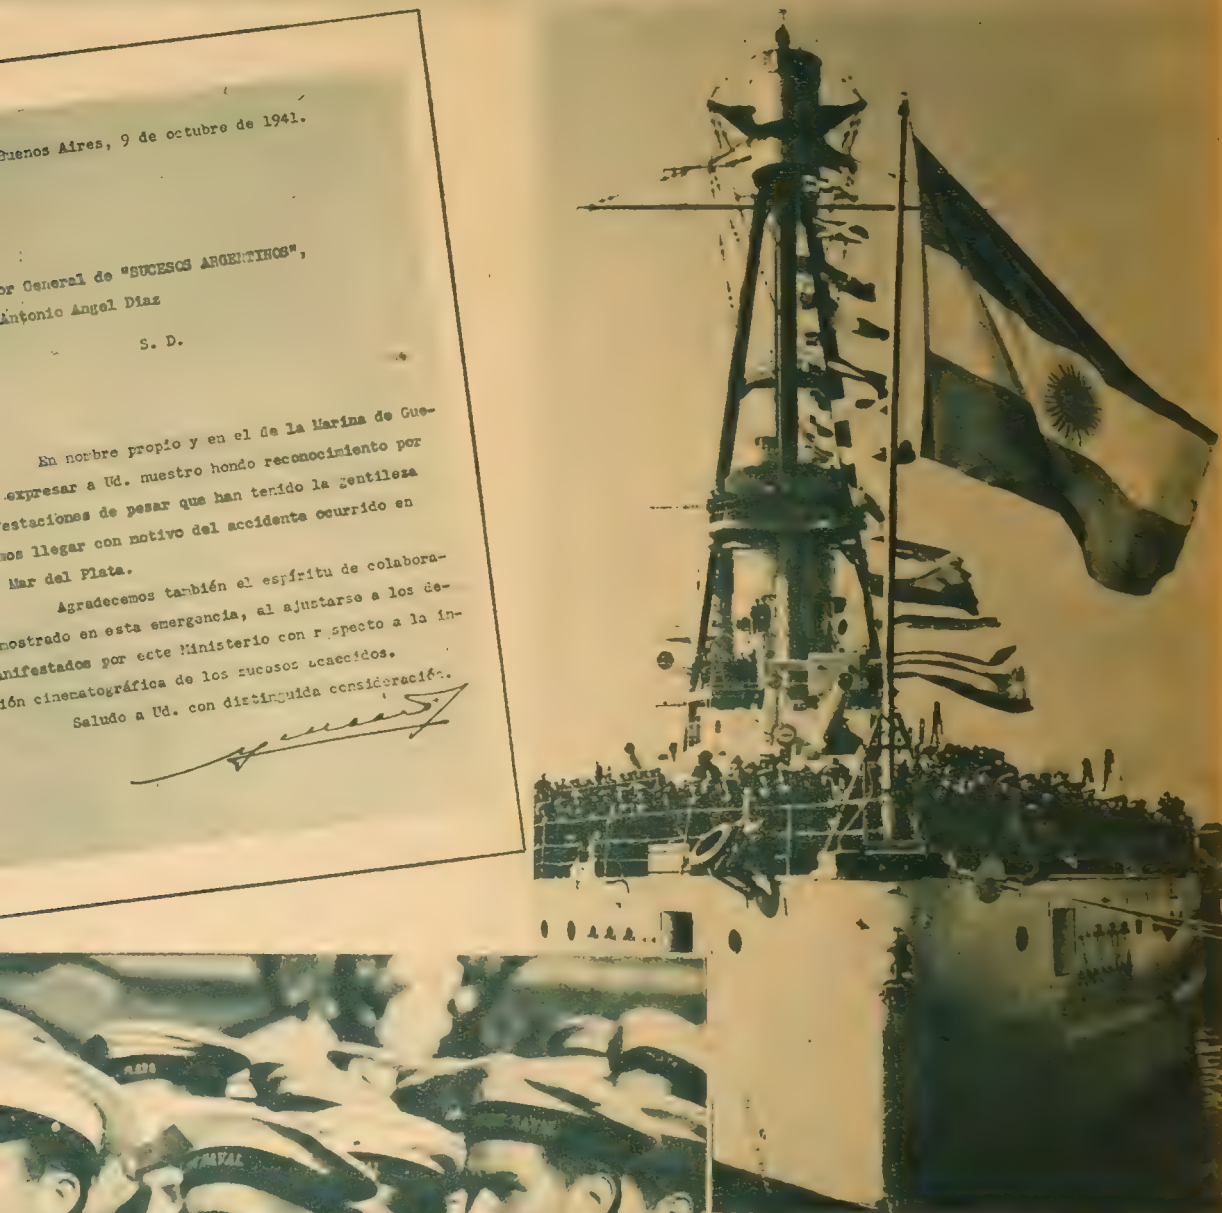 Buenos Aires, 9 de octubre de 1941.
or General de "SUCESOS ARGENTINOS",
Antonio Angel Diaz
S. D.
En nombre propio y en el de la Marina de Gue-
expresar a Ud. nuestro hondo reconocimiento por
estaciones de pesar que han tenido la gentileza
nos llegar con motivo del accidente ocurrido en
Mar del Plata.
Agradecemos también el espíritu de colabora-
mostrado en esta emergencia, al ajustarse a los de-
anifestados por este Ministerio con r specto a la in-
ión cinematográfica de los sucesos acaecidos.
Saludo a Ud. con distinguida consideración.
NAVAL